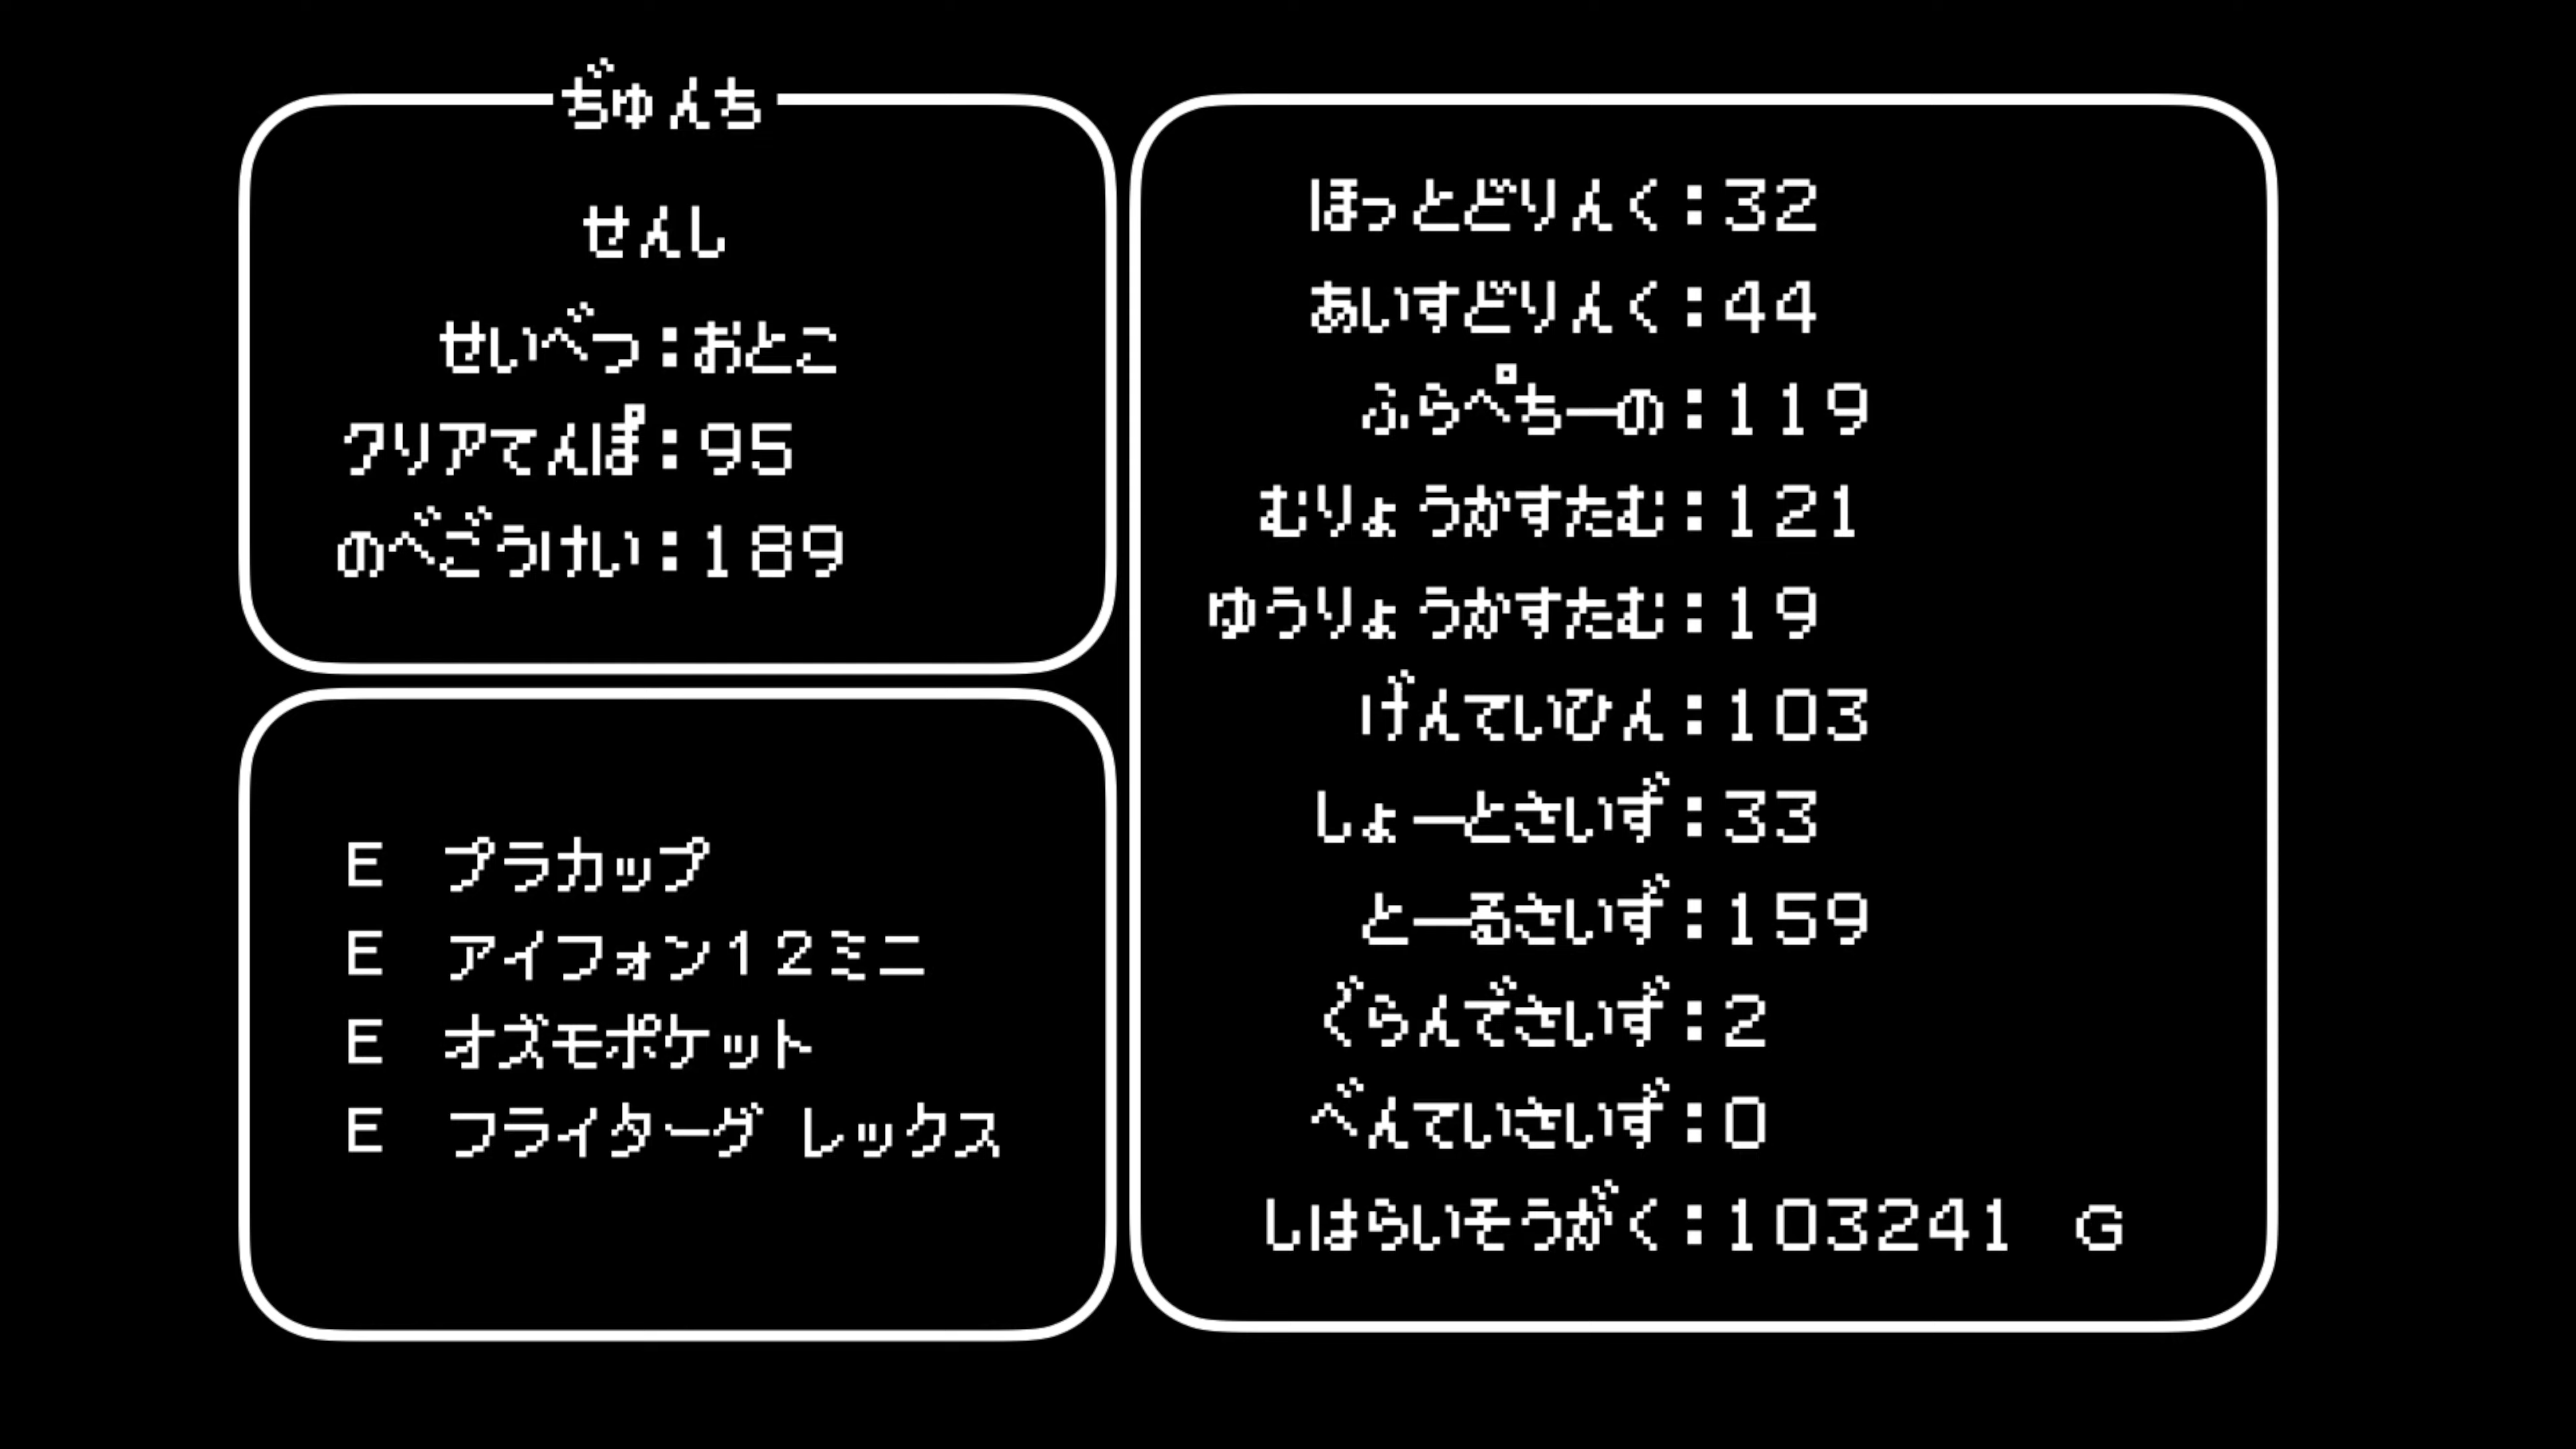 ぢゅんち
せんし
せいべつ：おとこ
クリアてんぽ：95
のべごうけい：189
E プラカップ
E アイフォン12ミニ
E オズモポケット
E フライターグ レックス
ほっとどりんく：32
あいすどりんく：44
ふらぺちーの：119
むりょうかすたむ：121
ゆうりょうかすたむ：19
げんていひん：103
しょーとさいず：33
とーるさいず：159
ぐらんでさいず：2
べんてぃさいず：0
しはらいそうがく：103241 G